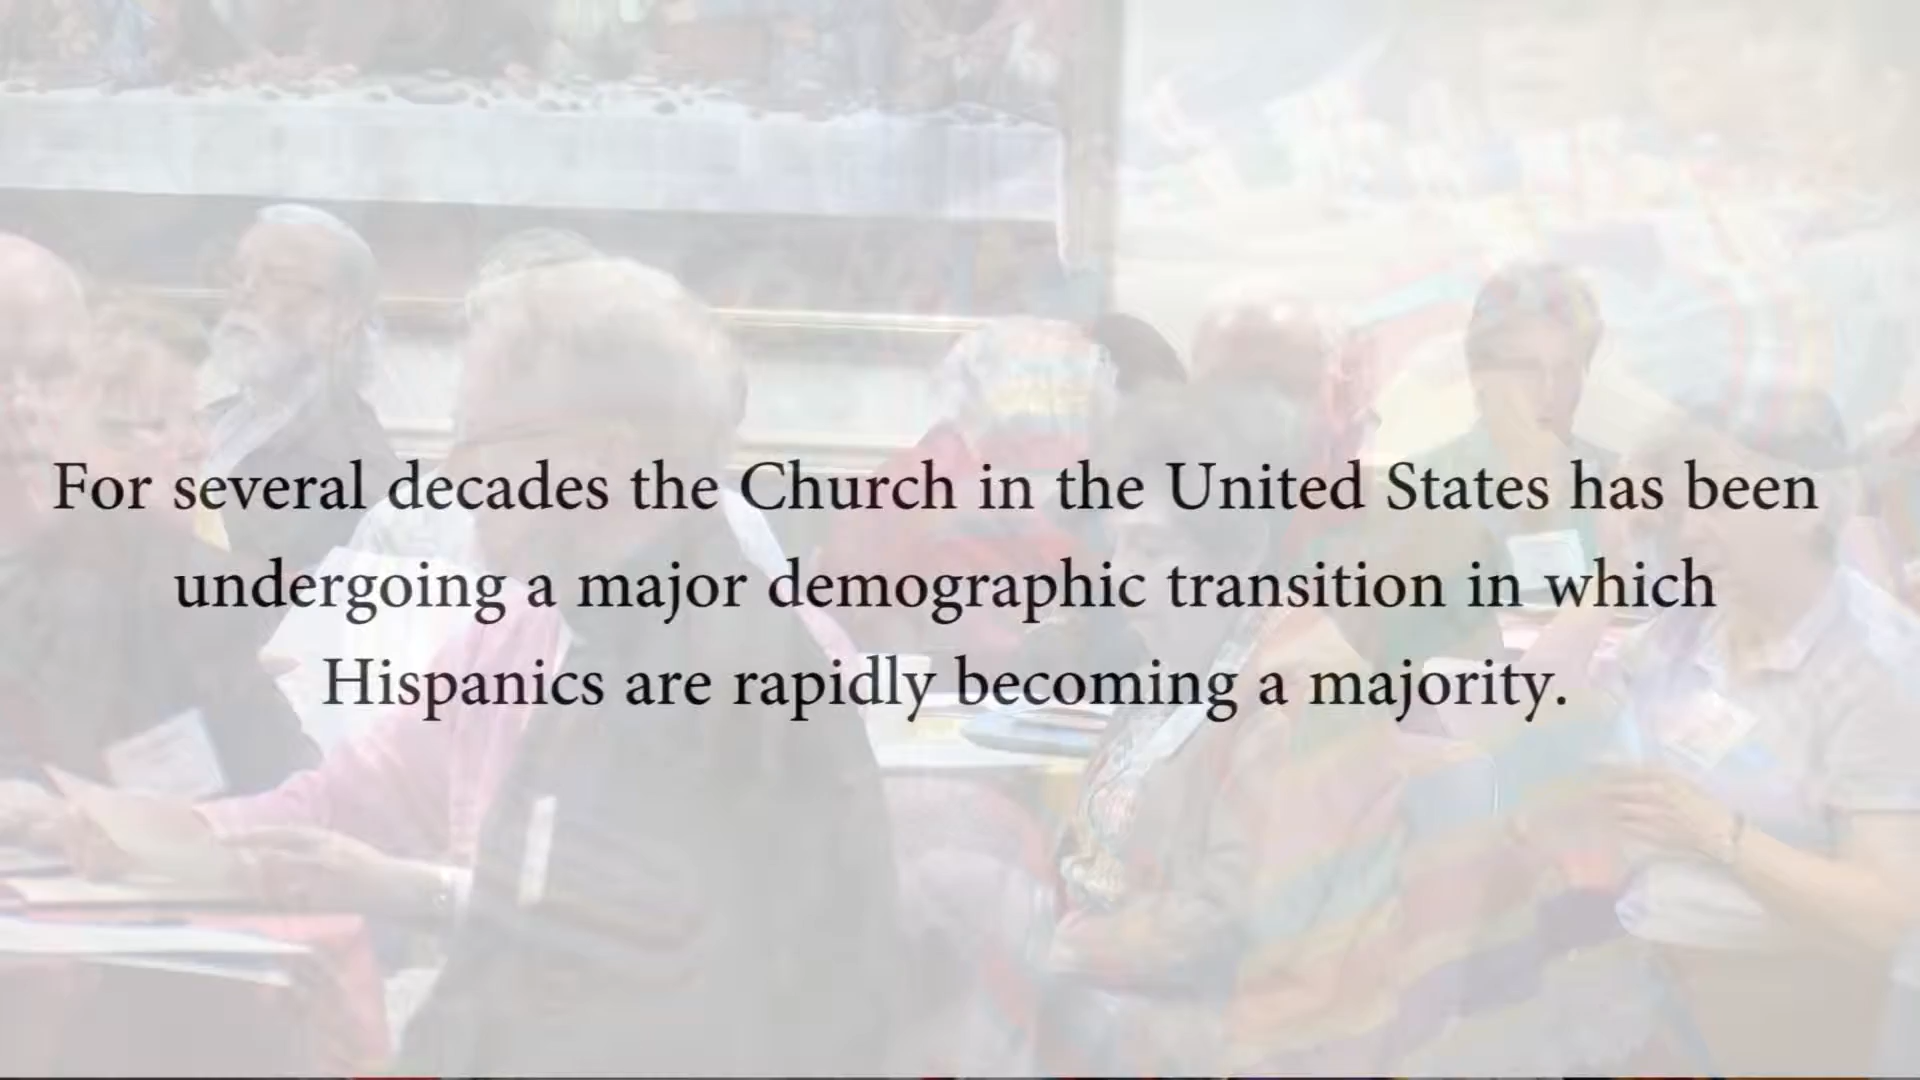 For several decades the Church in the United States has been
undergoing a major demographic transition in which
Hispanics are rapidly becoming a majority.